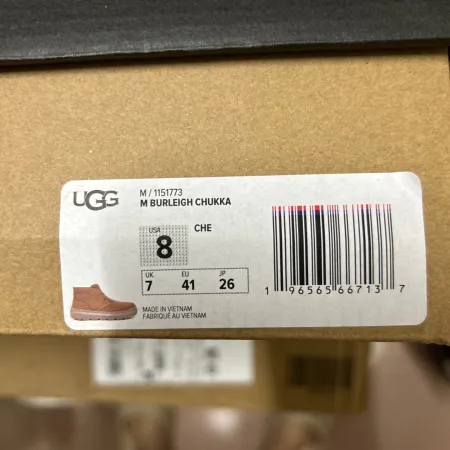 UGG
M / 1151773
M BURLEIGH CHUKKA
USA
8
CHE
UK EU JP
7 41 26
MADE IN VIETNAM
FABRIQUÉ AU VIETNAM
1 96565 66713 7